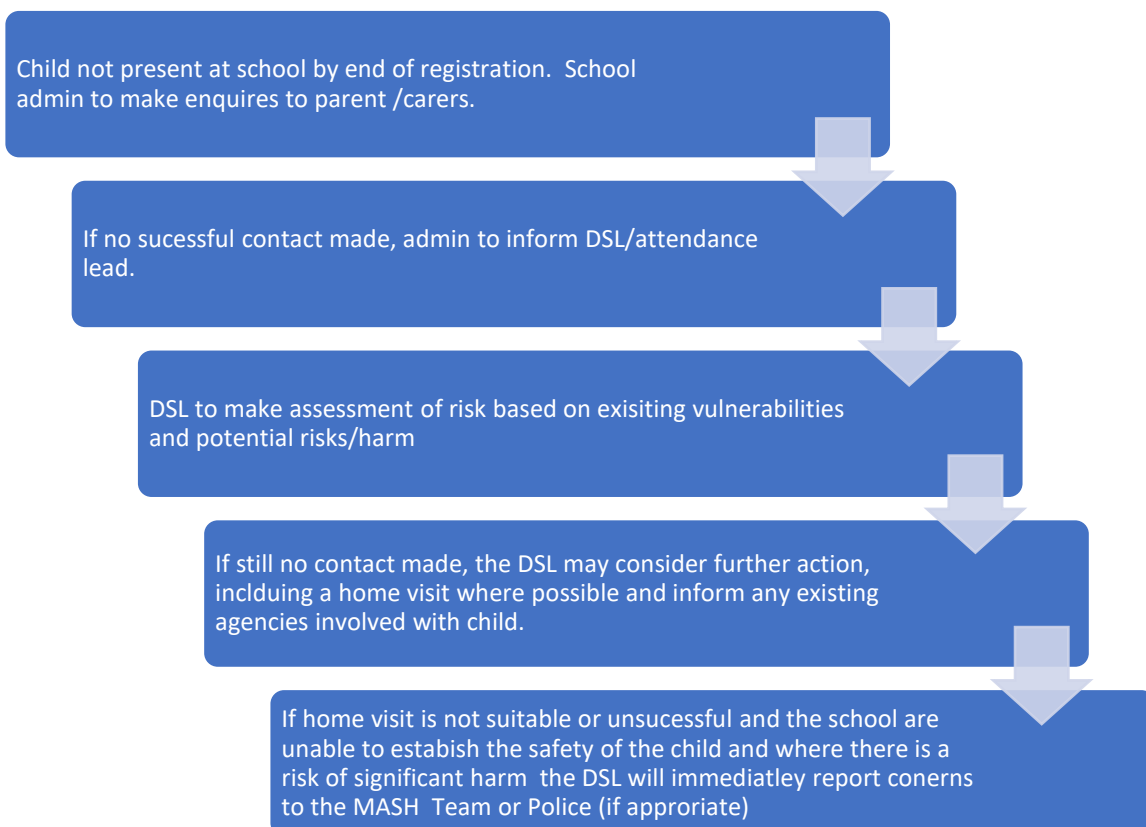 Child not present at school by end of registration.  School
admin to make enquires to parent /carers.
If no sucessful contact made, admin to inform DSL/attendance
lead.
DSL to make assessment of risk based on exisiting vulnerabilities
and potential risks/harm
If still no contact made, the DSL may consider further action,
inclduing a home visit where possible and inform any existing
agencies involved with child.
If home visit is not suitable or unsucessful and the school are
unable to estabish the safety of the child and where there is a
risk of significant harm  the DSL will immediatley report conerns
to the MASH  Team or Police (if approriate)